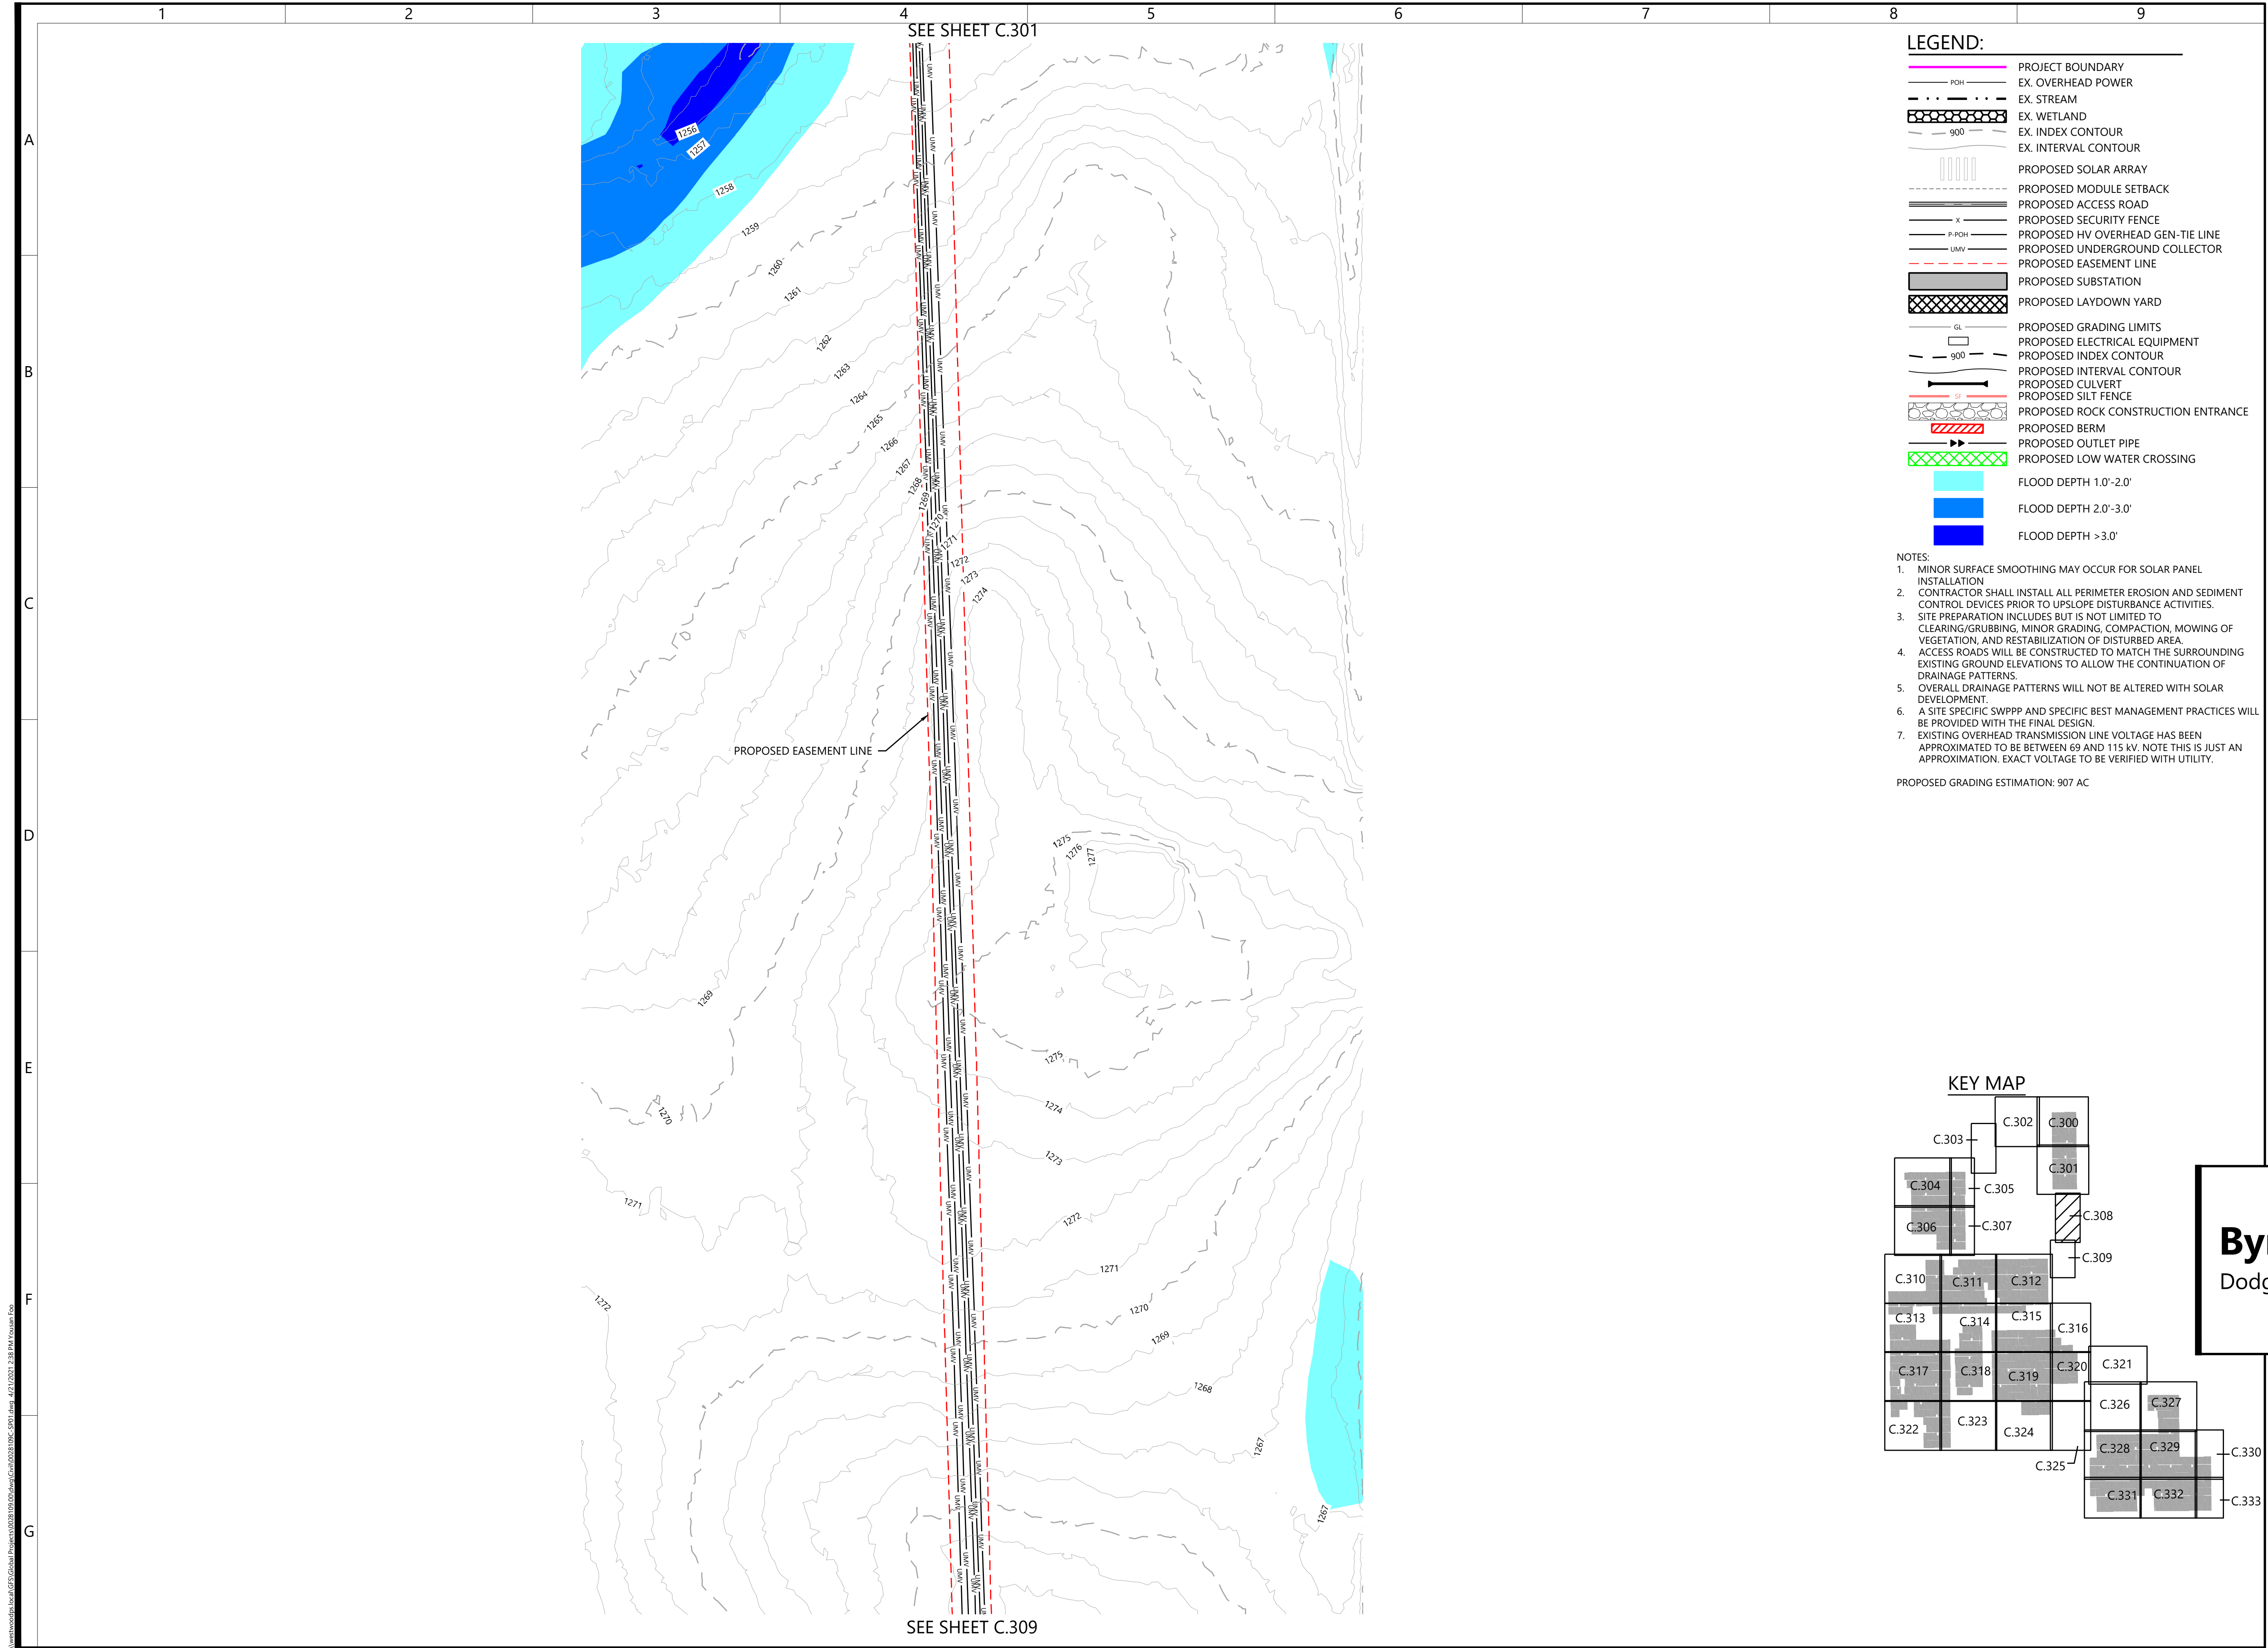 1 2 3 4 5 6 7 8 9
A
B
C
D
E
F
G
SEE SHEET C.301
1256
1257
1258
1259
1260
1261
1262
1263
1264
1265
1266
1267
1268
1269
1270
1271
1272
1273
1274
PROPOSED EASEMENT LINE
1275
1276
1277
1269
1275
1270
1274
1273
1271
1272
1271
1272
1270
1269
1268
1267
1267
UMV
SEE SHEET C.309
LEGEND:
PROJECT BOUNDARY
POH EX. OVERHEAD POWER
EX. STREAM
EX. WETLAND
900 EX. INDEX CONTOUR
EX. INTERVAL CONTOUR
PROPOSED SOLAR ARRAY
PROPOSED MODULE SETBACK
PROPOSED ACCESS ROAD
X PROPOSED SECURITY FENCE
P-POH PROPOSED HV OVERHEAD GEN-TIE LINE
UMV PROPOSED UNDERGROUND COLLECTOR
PROPOSED EASEMENT LINE
PROPOSED SUBSTATION
PROPOSED LAYDOWN YARD
GL PROPOSED GRADING LIMITS
PROPOSED ELECTRICAL EQUIPMENT
900 PROPOSED INDEX CONTOUR
PROPOSED INTERVAL CONTOUR
PROPOSED CULVERT
SF PROPOSED SILT FENCE
PROPOSED ROCK CONSTRUCTION ENTRANCE
PROPOSED BERM
PROPOSED OUTLET PIPE
PROPOSED LOW WATER CROSSING
FLOOD DEPTH 1.0'-2.0'
FLOOD DEPTH 2.0'-3.0'
FLOOD DEPTH >3.0'
NOTES:
1. MINOR SURFACE SMOOTHING MAY OCCUR FOR SOLAR PANEL
INSTALLATION
2. CONTRACTOR SHALL INSTALL ALL PERIMETER EROSION AND SEDIMENT
CONTROL DEVICES PRIOR TO UPSLOPE DISTURBANCE ACTIVITIES.
3. SITE PREPARATION INCLUDES BUT IS NOT LIMITED TO
CLEARING/GRUBBING, MINOR GRADING, COMPACTION, MOWING OF
VEGETATION, AND RESTABILIZATION OF DISTURBED AREA.
4. ACCESS ROADS WILL BE CONSTRUCTED TO MATCH THE SURROUNDING
EXISTING GROUND ELEVATIONS TO ALLOW THE CONTINUATION OF
DRAINAGE PATTERNS.
5. OVERALL DRAINAGE PATTERNS WILL NOT BE ALTERED WITH SOLAR
DEVELOPMENT.
6. A SITE SPECIFIC SWPPP AND SPECIFIC BEST MANAGEMENT PRACTICES WILL
BE PROVIDED WITH THE FINAL DESIGN.
7. EXISTING OVERHEAD TRANSMISSION LINE VOLTAGE HAS BEEN
APPROXIMATED TO BE BETWEEN 69 AND 115 kV. NOTE THIS IS JUST AN
APPROXIMATION. EXACT VOLTAGE TO BE VERIFIED WITH UTILITY.
PROPOSED GRADING ESTIMATION: 907 AC
KEY MAP
C.302 C.300
C.303
C.301
C.304 C.305
C.308
C.306 C.307
C.309
C.310 C.311 C.312
C.313 C.314 C.315 C.316
C.317 C.318 C.319 C.320 C.321
C.326 C.327
C.322 C.323 C.324
C.325
C.328 C.329 C.330
C.331 C.332 C.333
Dodg